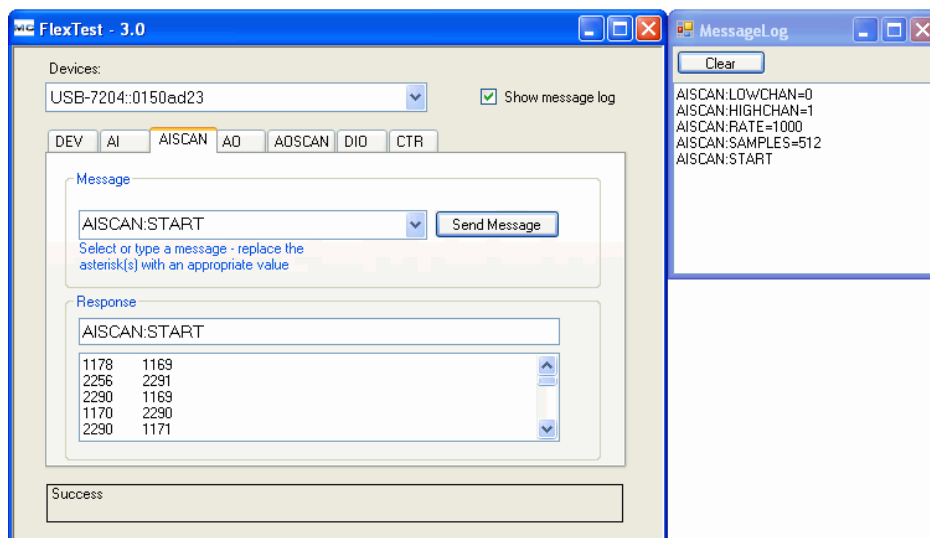 MC FlexTest - 3.0
Devices:
USB-7204::0150ad23
Show message log
DEV AI AISCAN AO AOSCAN DIO CTR
Message
AISCAN:START
Send Message
Select or type a message - replace the
asterisk(s) with an appropriate value
Response
AISCAN:START
1178 1169
2256 2291
2290 1169
1170 2290
2290 1171
Success
MessageLog
Clear
AISCAN:LOWCHAN=0
AISCAN:HIGHCHAN=1
AISCAN:RATE=1000
AISCAN:SAMPLES=512
AISCAN:START